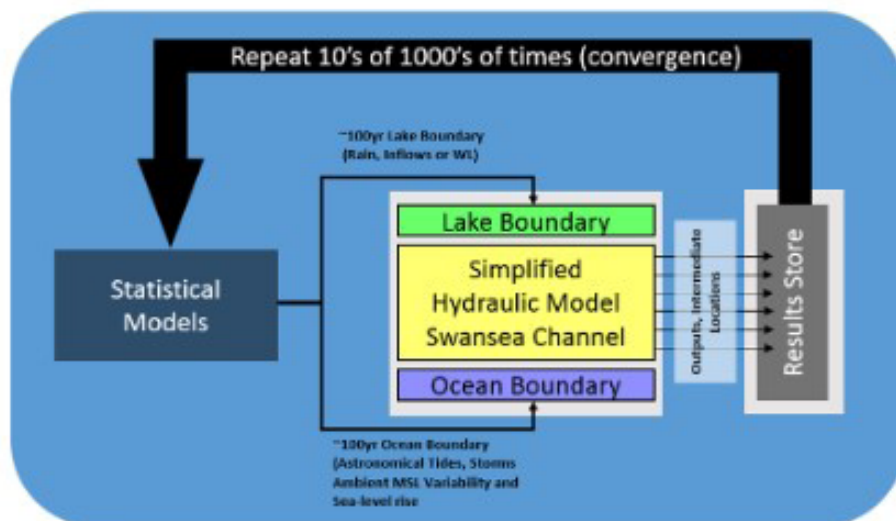 Repeat 10's of 1000's of times (convergence)
~100yr Lake Boundary
(Rain, Inflows or WL)
Lake Boundary
Statistical
Models
Simplified
Hydraulic Model
Swansea Channel
Outputs, Intermediate
Locations
Results Store
Ocean Boundary
~100yr Ocean Boundary
(Astronomical Tides, Storms
Ambient MSL Variability and
Sea-level rise